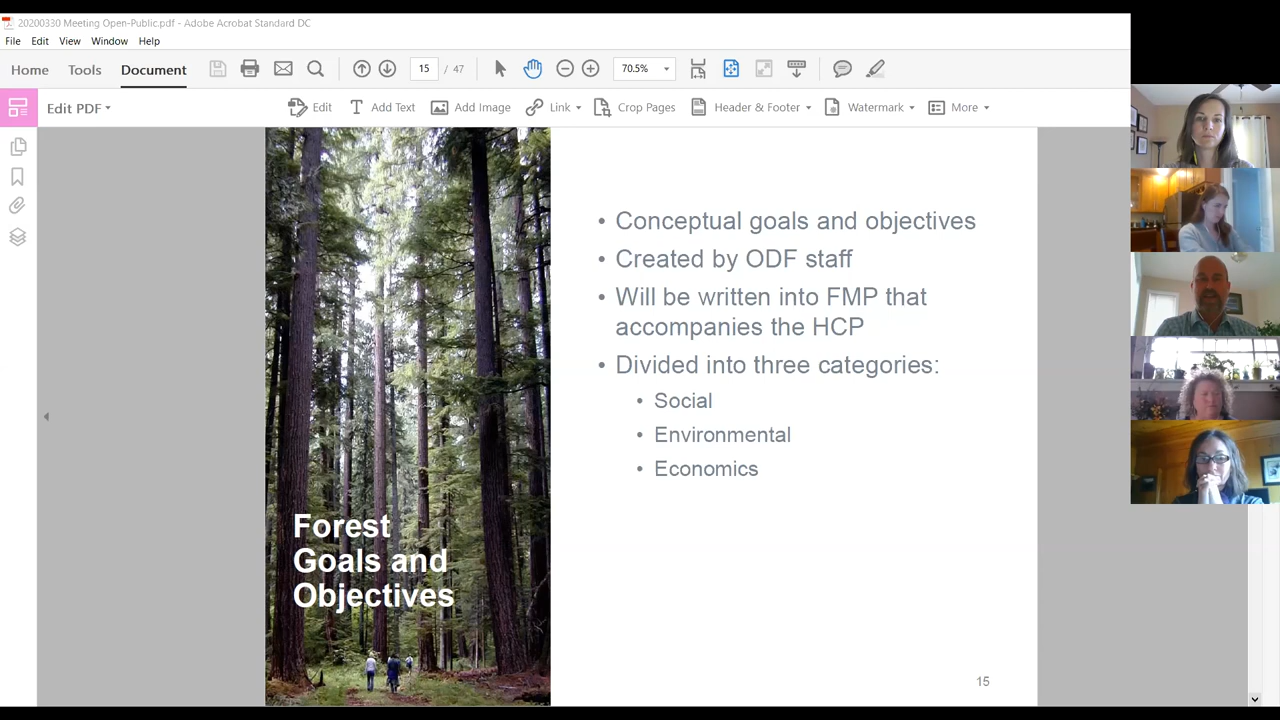 20200330 Meeting Open-Public.pdf - Adobe Acrobat Standard DC
File Edit View Window Help
Home Tools Document 15 / 47 70.5%
Edit PDF Edit Add Text Add Image Link Crop Pages Header & Footer Watermark More
Forest
Goals and
Objectives
• Conceptual goals and objectives
• Created by ODF staff
• Will be written into FMP that
accompanies the HCP
• Divided into three categories:
• Social
• Environmental
• Economics
15